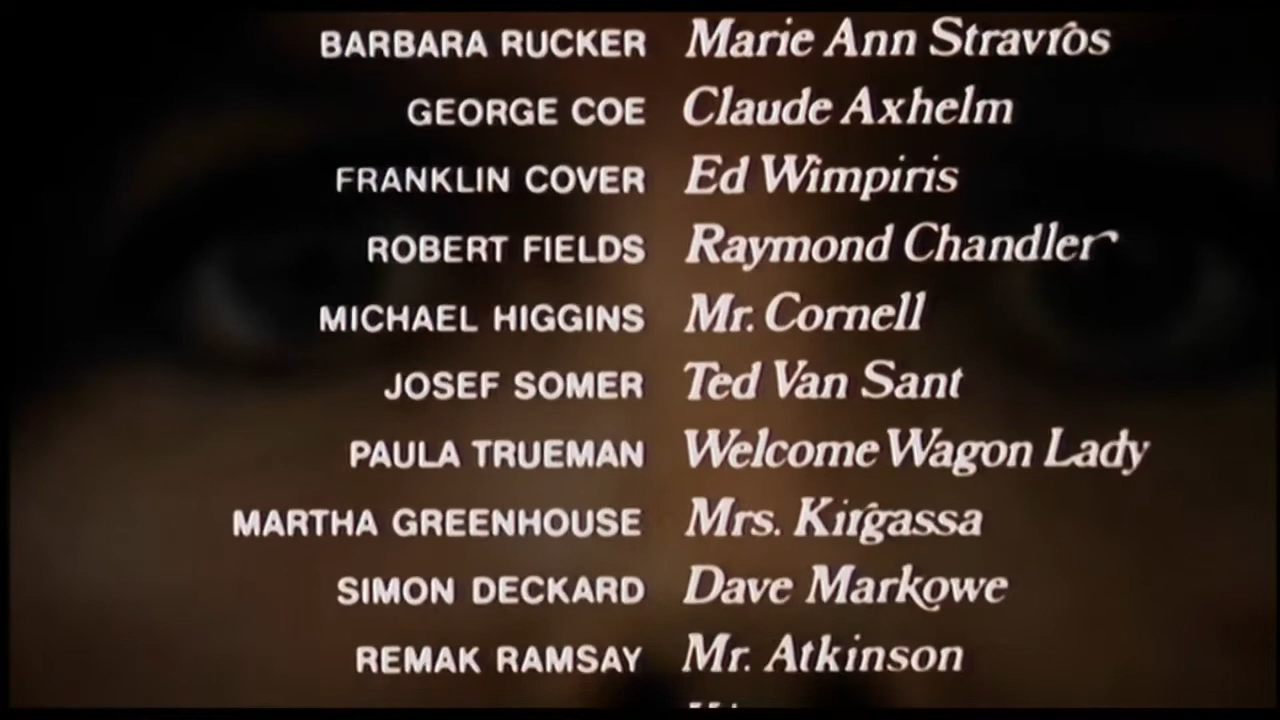 BARBARA RUCKER Marie Ann Stravros
GEORGE COE Claude Axhelm
FRANKLIN COVER Ed Wimpiris
ROBERT FIELDS Raymond Chandler
MICHAEL HIGGINS Mr. Cornell
JOSEF SOMER Ted Van Sant
PAULA TRUEMAN Welcome Wagon Lady
MARTHA GREENHOUSE Mrs. Kirgassa
SIMON DECKARD Dave Markowe
REMAK RAMSAY Mr. Atkinson